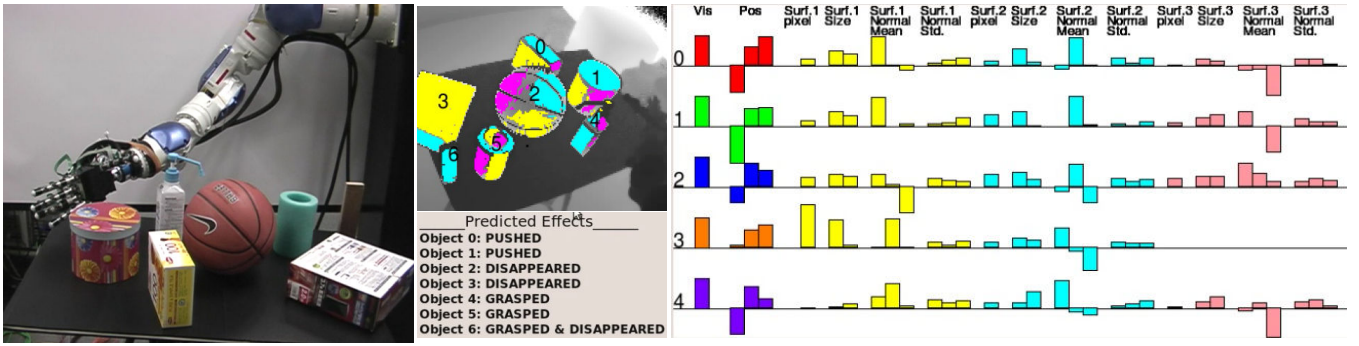 0
1
2
3
4
5
6
Predicted Effects
Object 0: PUSHED
Object 1: PUSHED
Object 2: DISAPPEARED
Object 3: DISAPPEARED
Object 4: GRASPED
Object 5: GRASPED
Object 6: GRASPED & DISAPPEARED
Vis Pos Surf.1 pixel Surf.1 Size Surf.1 Normal Mean Surf.1 Normal Std. Surf.2 pixel Surf.2 Size Surf.2 Normal Mean Surf.2 Normal Std. Surf.3 pixel Surf.3 Size Surf.3 Normal Mean Surf.3 Normal Std.
0
1
2
3
4